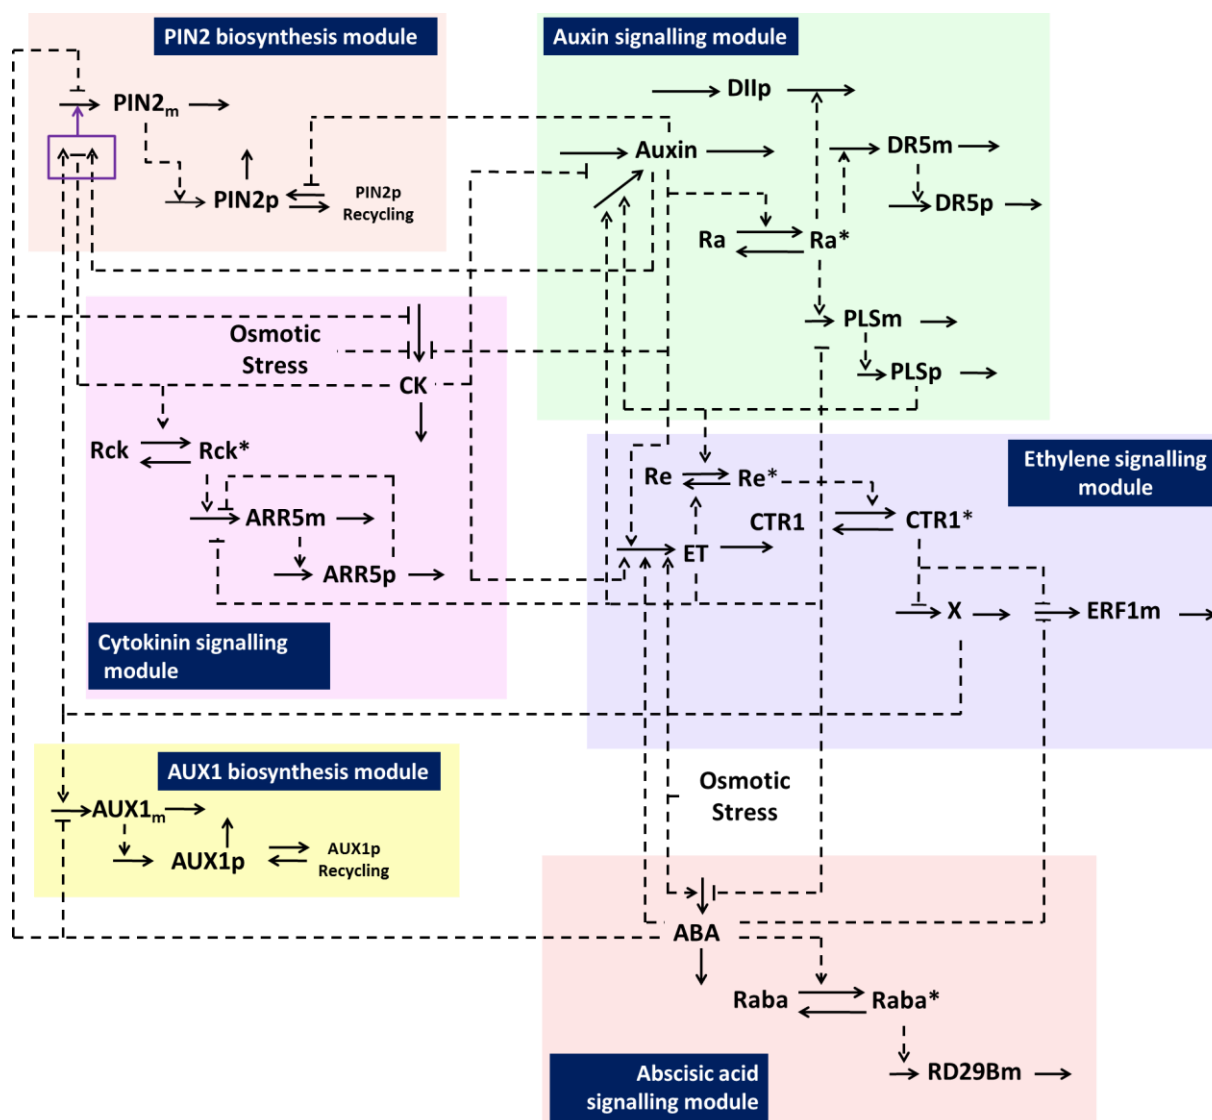 PIN2 biosynthesis module
Auxin signalling module
PIN2m
PIN2p
PIN2p
Recycling
DIIp
Auxin
DR5m
DR5p
Ra
Ra*
PLSm
PLSp
Osmotic
Stress
CK
Rck
Rck*
ARR5m
ARR5p
Cytokinin signalling
module
Ethylene signalling
module
Re
Re*
CTR1
CTR1*
ET
X
ERF1m
AUX1 biosynthesis module
AUX1m
AUX1p
AUX1p
Recycling
Osmotic
Stress
ABA
Raba
Raba*
RD29Bm
Abscisic acid
signalling module